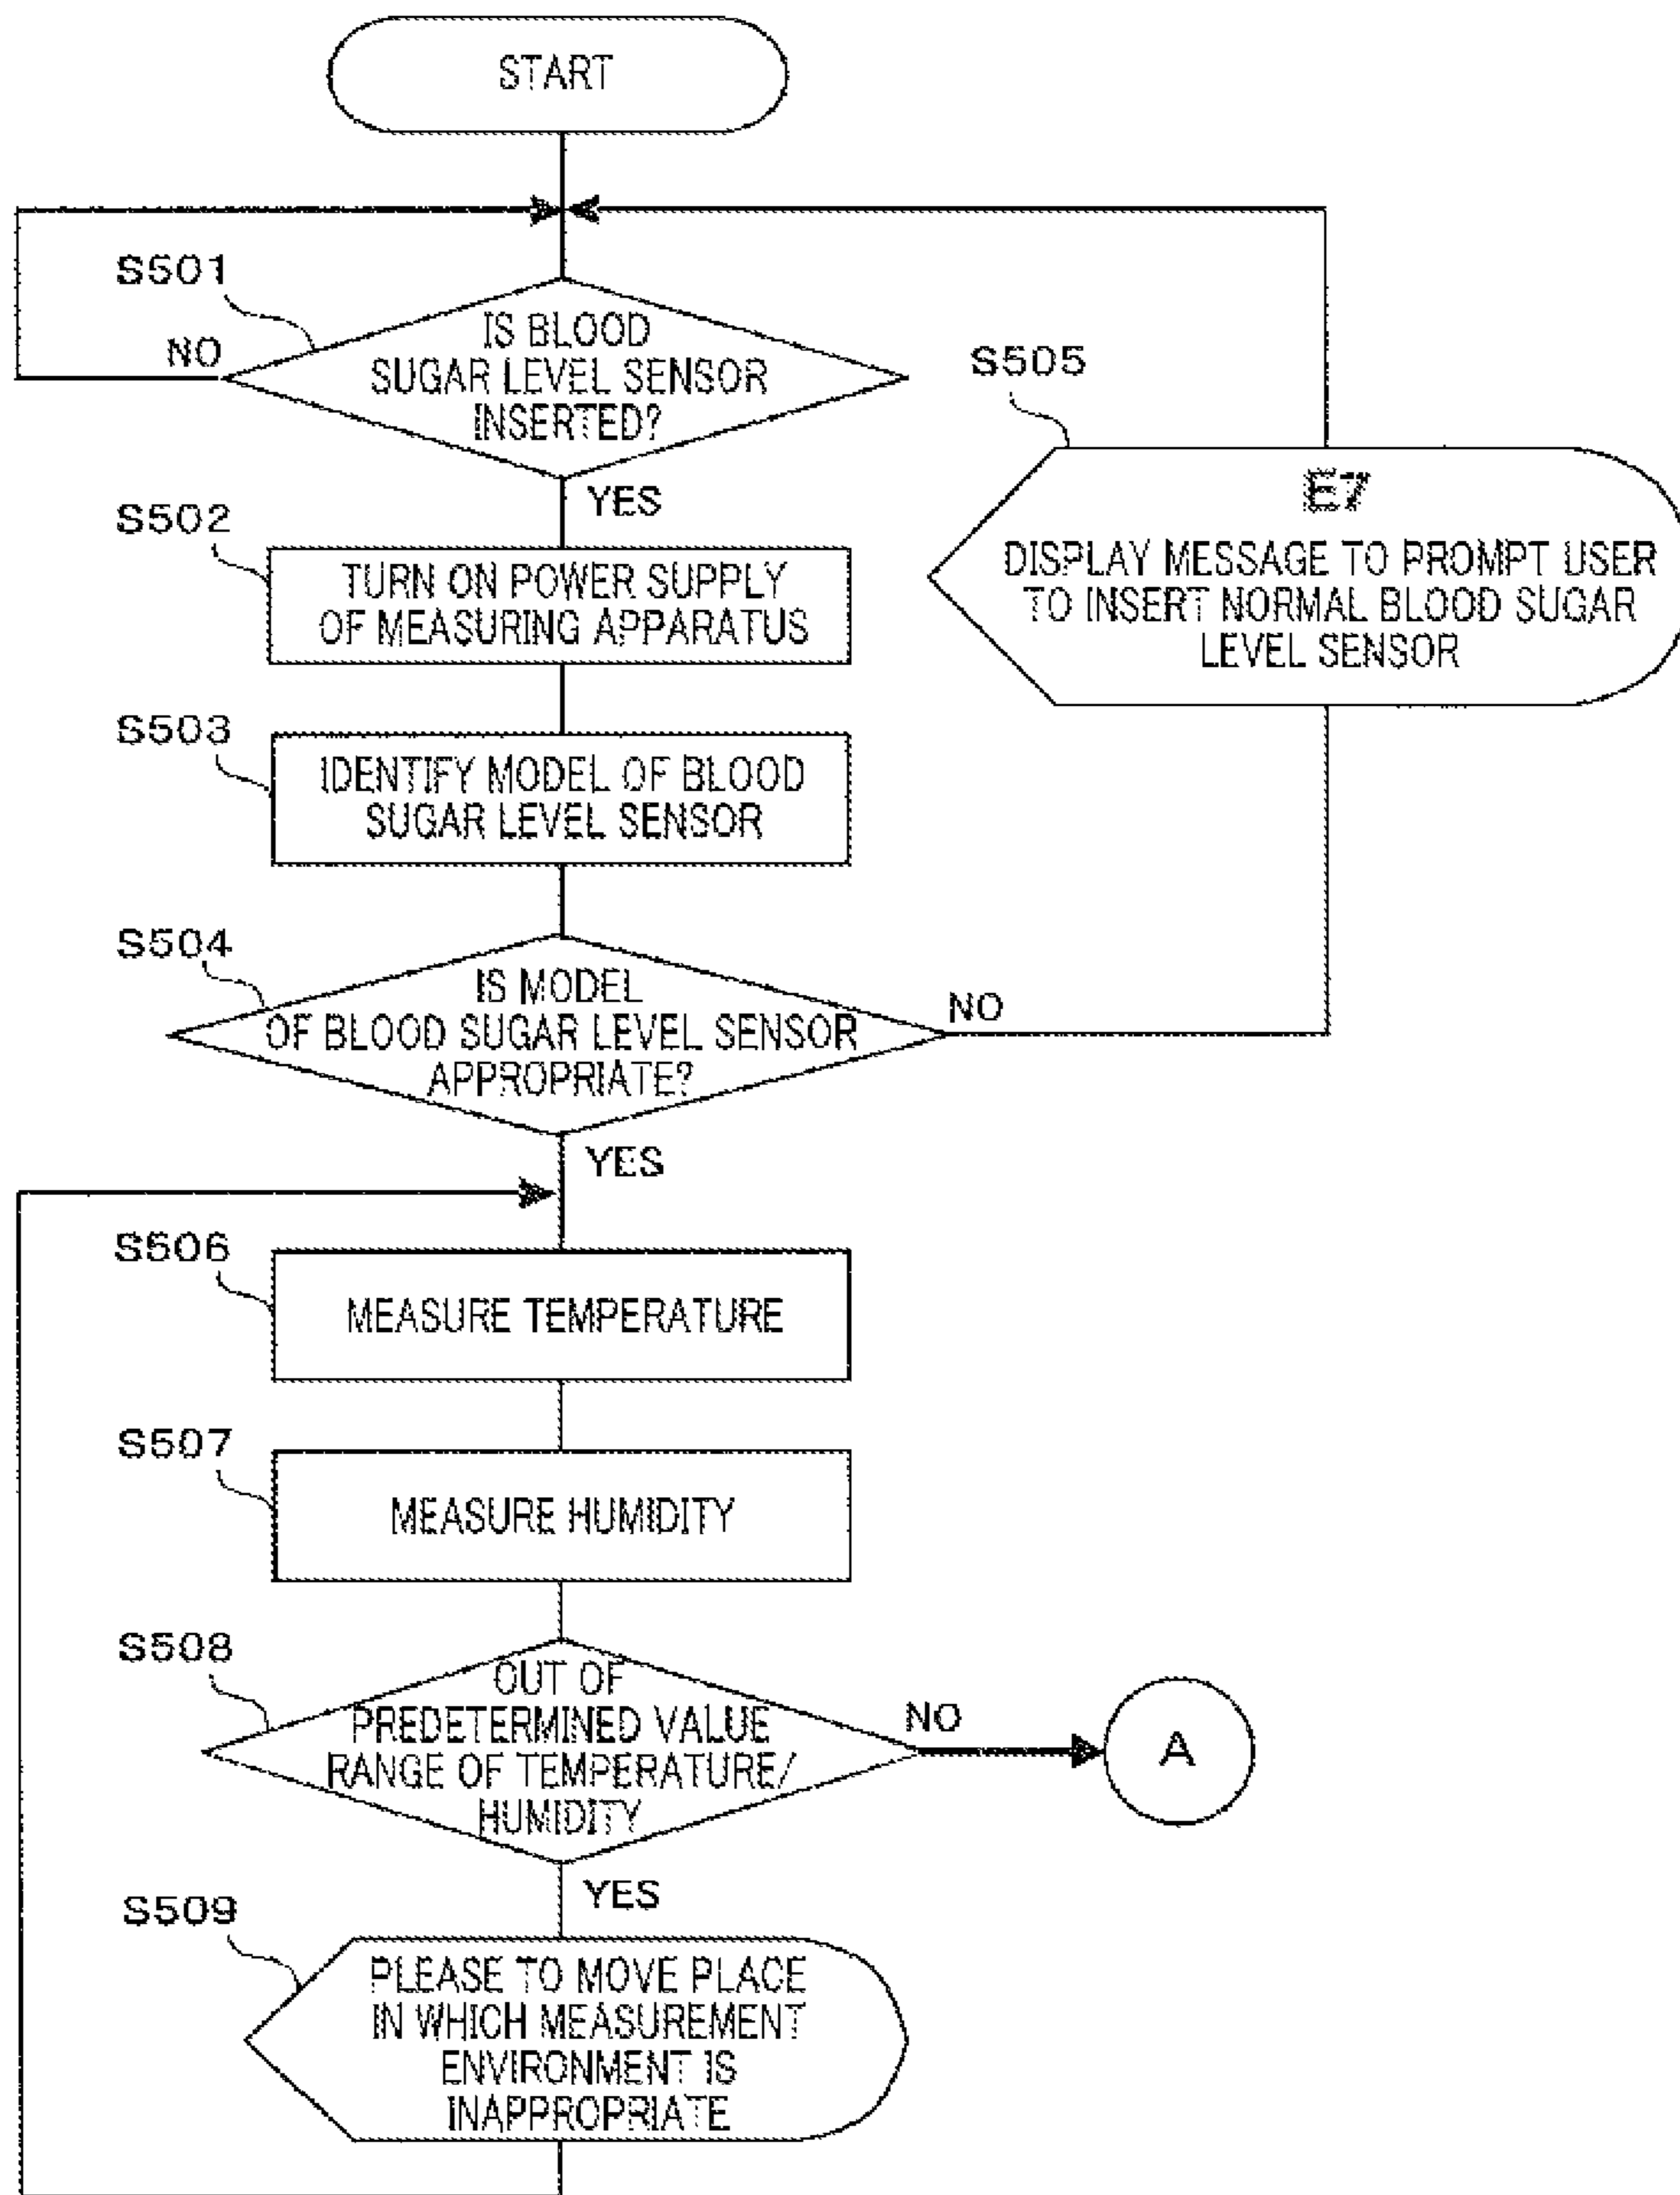 START
S501
IS BLOOD
SUGAR LEVEL SENSOR
INSERTED?
NO
YES
S502
TURN ON POWER SUPPLY
OF MEASURING APPARATUS
S503
IDENTIFY MODEL OF BLOOD
SUGAR LEVEL SENSOR
S504
IS MODEL
OF BLOOD SUGAR LEVEL SENSOR
APPROPRIATE?
NO
YES
S505
E7
DISPLAY MESSAGE TO PROMPT USER
TO INSERT NORMAL BLOOD SUGAR
LEVEL SENSOR
S506
MEASURE TEMPERATURE
S507
MEASURE HUMIDITY
S508
OUT OF
PREDETERMINED VALUE
RANGE OF TEMPERATURE/
HUMIDITY
NO
A
YES
S509
PLEASE TO MOVE PLACE
IN WHICH MEASUREMENT
ENVIRONMENT IS
INAPPROPRIATE